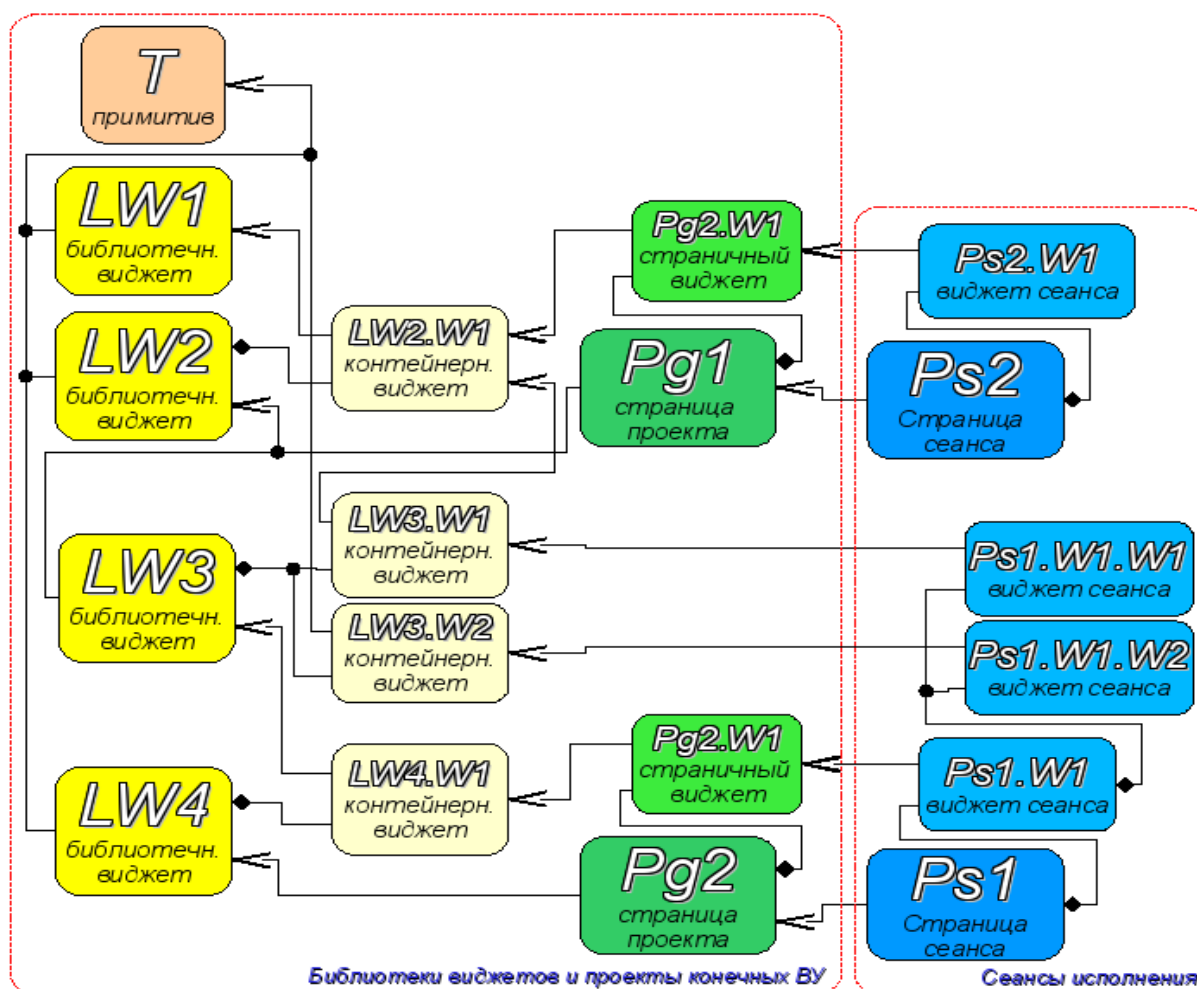 T
примитив
LW1
библиотечн.
виджет
LW2
библиотечн.
виджет
LW3
библиотечн.
виджет
LW4
библиотечн.
виджет
LW2.W1
контейнерн.
виджет
LW3.W1
контейнерн.
виджет
LW3.W2
контейнерн.
виджет
LW4.W1
контейнерн.
виджет
Pg2.W1
страничный
виджет
Pg1
страница
проекта
Pg2.W1
страничный
виджет
Pg2
страница
проекта
Библиотеки виджетов и проекты конечных ВУ
Ps2.W1
виджет сеанса
Ps2
Страница
сеанса
Ps1.W1.W1
виджет сеанса
Ps1.W1.W2
виджет сеанса
Ps1.W1
виджет сеанса
Ps1
Страница
сеанса
Сеансы исполнения